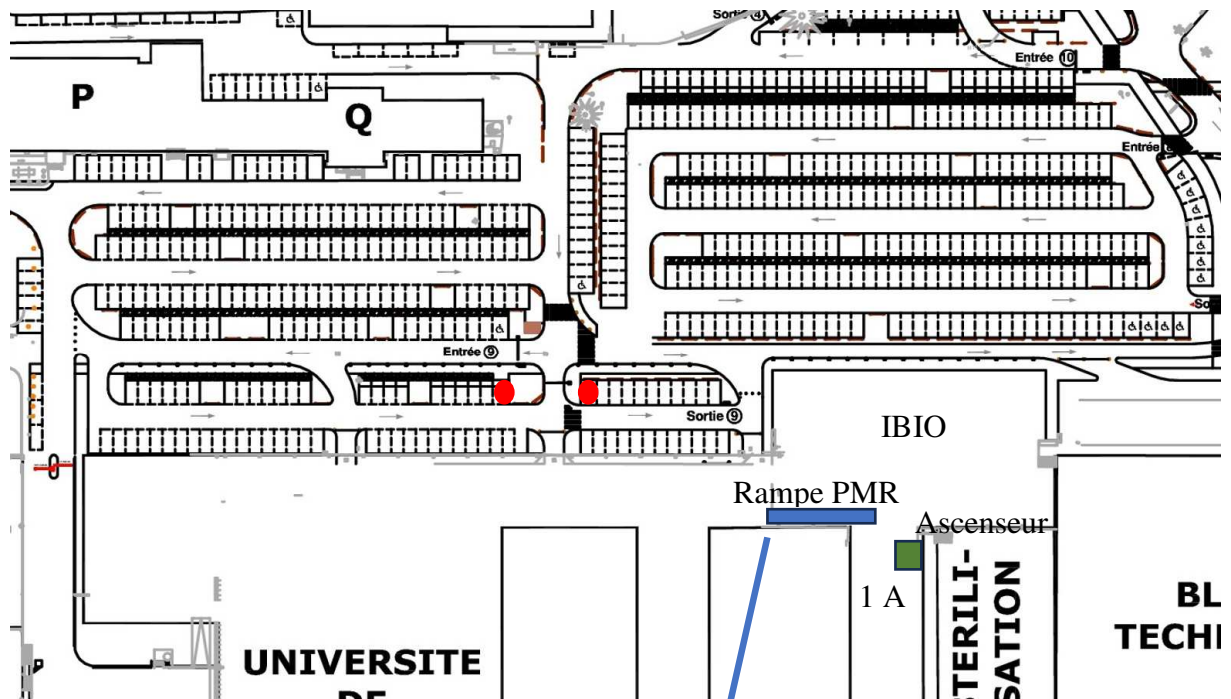 Sortie 4
Entrée 10
P
Q
Entrée
Entrée 9
Sortie 9
IBIO
Rampe PMR
Ascenseur
1 A
STERILI-
SATION
BL
TECHN
UNIVERSITE
DE